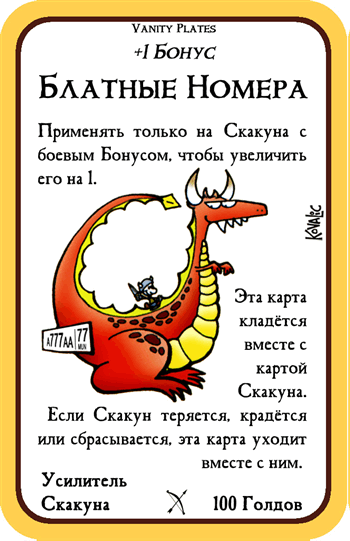 Vanity Plates
+1 Бонус
Блатные Номера
Применять только на Скакуна с
боевым Бонусом, чтобы увеличить
его на 1.
Kovalic
А777АА 77
MUN
Эта карта
кладётся
вместе с
картой
Скакуна.
Если Скакун теряется, крадётся
или сбрасывается, эта карта уходит
вместе с ним.
Усилитель
Скакуна
100 Голдов